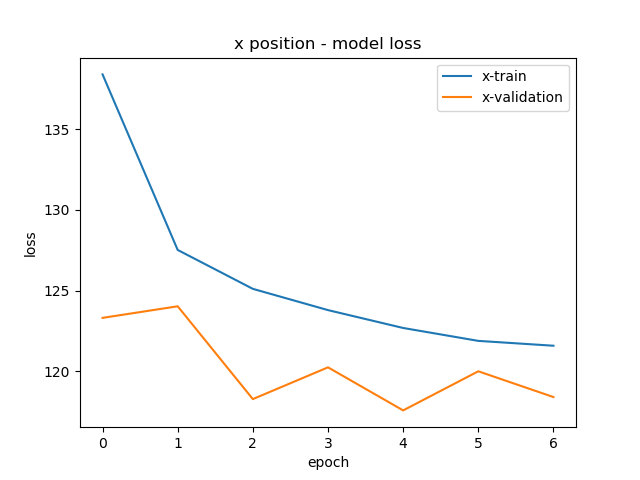 x position - model loss
x-train
x-validation
135
130
125
120
loss
0 1 2 3 4 5 6
epoch